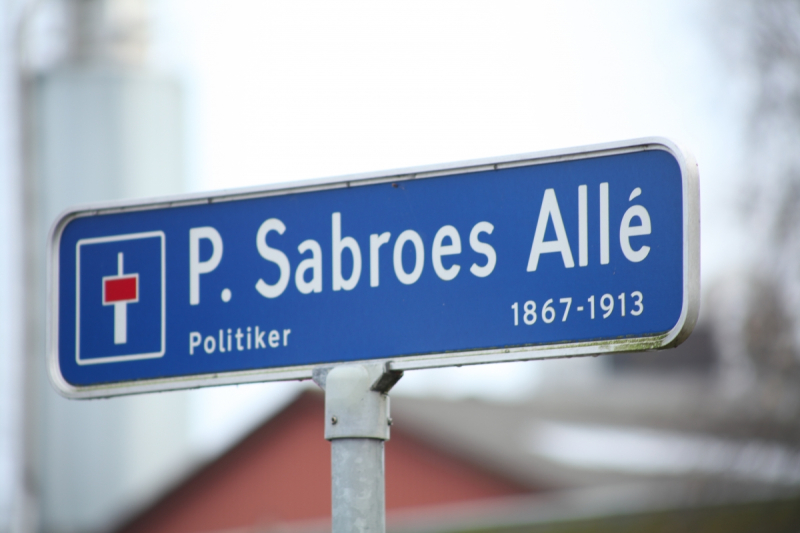 P. Sabroes Allé
Politiker
1867-1913